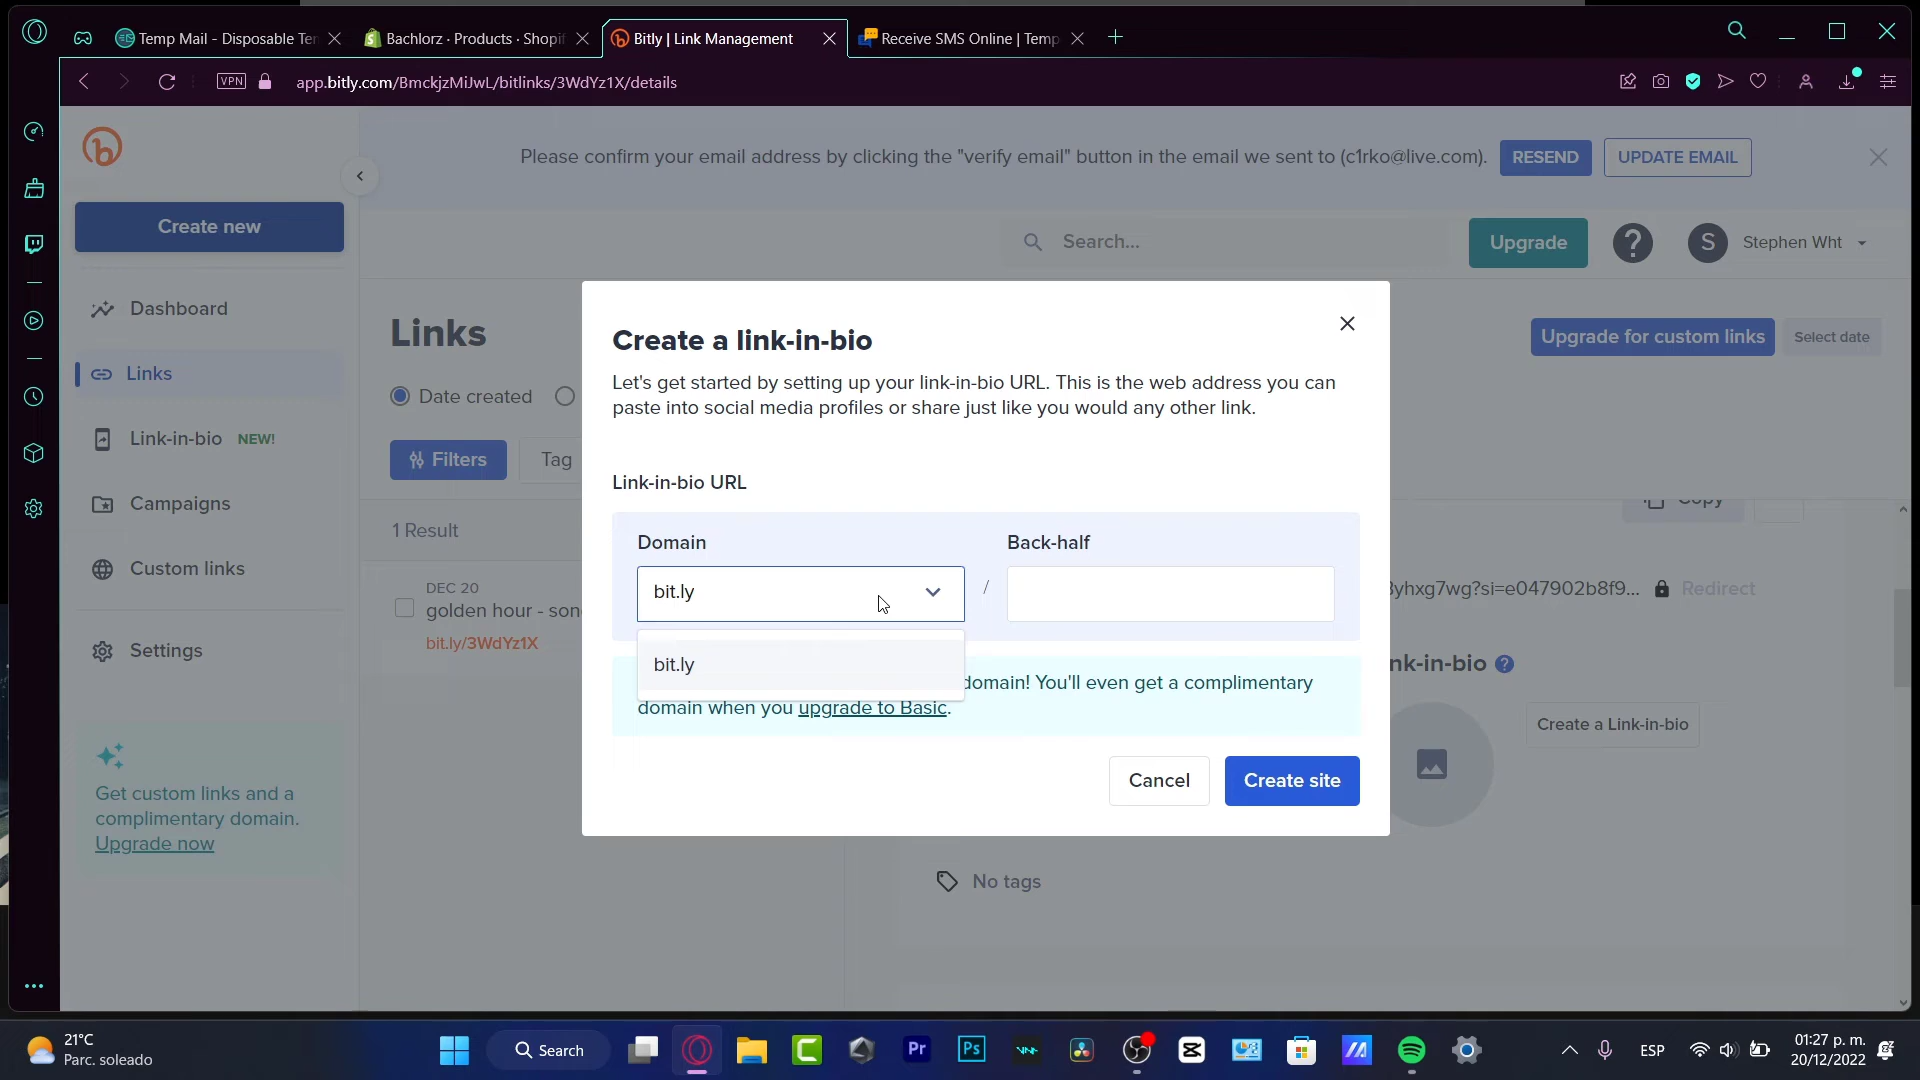 Temp Mail - Disposable Ter
Bachlorz · Products · Shopif
Bitly | Link Management
Receive SMS Online | Temp
VPN
app.bitly.com/BmckjzMiJwL/bitlinks/3WdYz1X/details
Please confirm your email address by clicking the "verify email" button in the email we sent to (c1rko@live.com).
RESEND
UPDATE EMAIL
Create new
Search...
Upgrade
?
S
Stephen Wht
Dashboard
Links
Link-in-bio NEW!
Campaigns
Custom links
Settings
Get custom links and a
complimentary domain.
Upgrade now
Links
Upgrade for custom links
Select date
Date created
Filters
Tag
1 Result
DEC 20
golden hour - son
bit.ly/3WdYz1X
Create a link-in-bio
Let's get started by setting up your link-in-bio URL. This is the web address you can
paste into social media profiles or share just like you would any other link.
Link-in-bio URL
Domain
Back-half
bit.ly
/
bit.ly
domain! You'll even get a complimentary
domain when you upgrade to Basic.
Cancel
Create site
Copy
3yhxg7wg?si=e047902b8f9...
Redirect
nk-in-bio ?
Create a Link-in-bio
No tags
21°C
Parc. soleado
Search
Pr
Ps
ESP
01:27 p. m.
20/12/2022